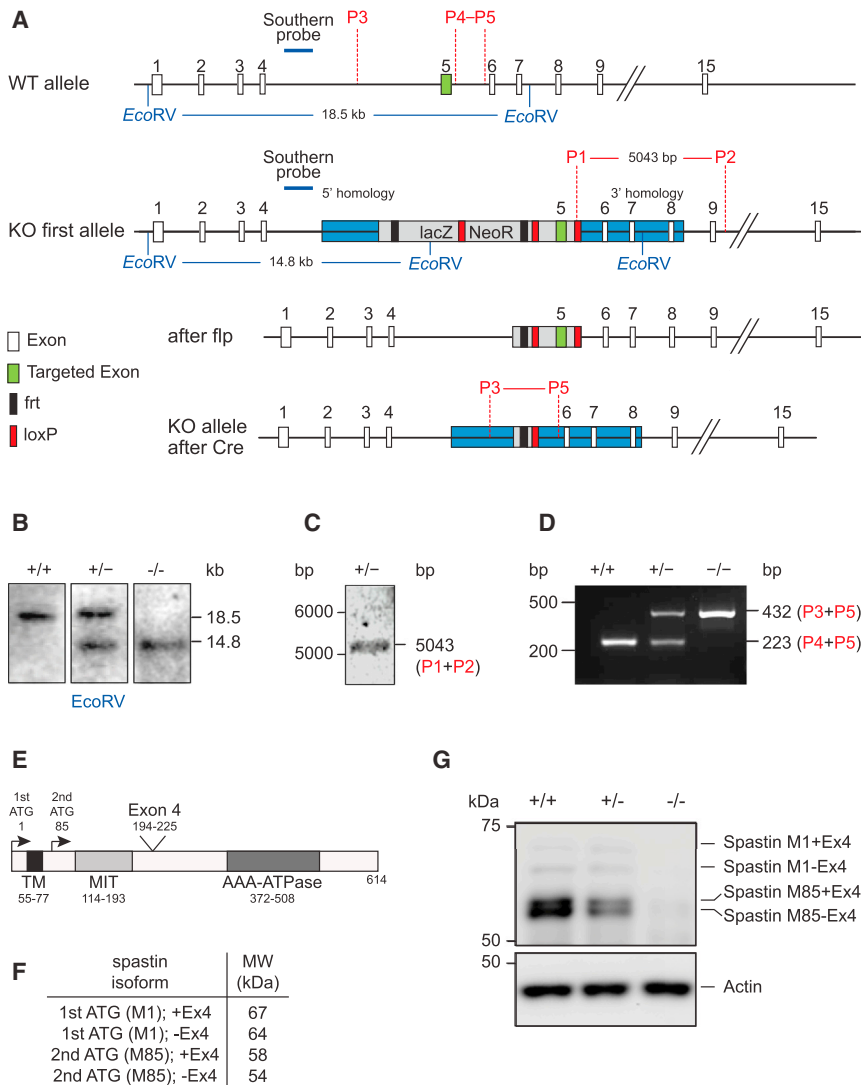 A
Southern
probe
P3
P4–P5
WT allele
1 2 3 4 5 6 7 8 9 15
EcoRV 18.5 kb EcoRV
Southern
probe
P1 5043 bp P2
5’ homology
3’ homology
KO first allele
1 2 3 4 lacZ NeoR 5 6 7 8 9 15
EcoRV 14.8 kb EcoRV EcoRV
after flp
1 2 3 4 5 6 7 8 9 15
Exon
Targeted Exon
frt
loxP
P3 P5
KO allele
after Cre
1 2 3 4 6 7 8 9 15
B
+/+ +/− -/- kb
18.5
14.8
EcoRV
C
+/−
bp bp
6000
5000
5043
(P1+P2)
D
+/+ +/− −/−
bp bp
500
200
432 (P3+P5)
223 (P4+P5)
E
1st
ATG
1
2nd
ATG
85
Exon 4
194-225
TM
55-77
MIT
114-193
AAA-ATPase
372-508
614
F
spastin
isoform
MW
(kDa)
1st ATG (M1); +Ex4 67
1st ATG (M1); -Ex4 64
2nd ATG (M85); +Ex4 58
2nd ATG (M85); -Ex4 54
G
kDa +/+ +/- -/-
75
Spastin M1+Ex4
Spastin M1-Ex4
Spastin M85+Ex4
Spastin M85-Ex4
50
50
Actin